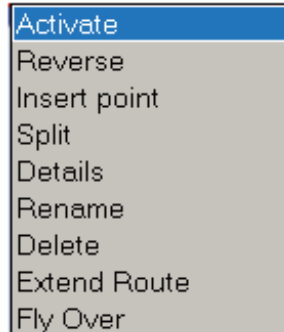 Activate
Reverse
Insert point
Split
Details
Rename
Delete
Extend Route
Fly Over